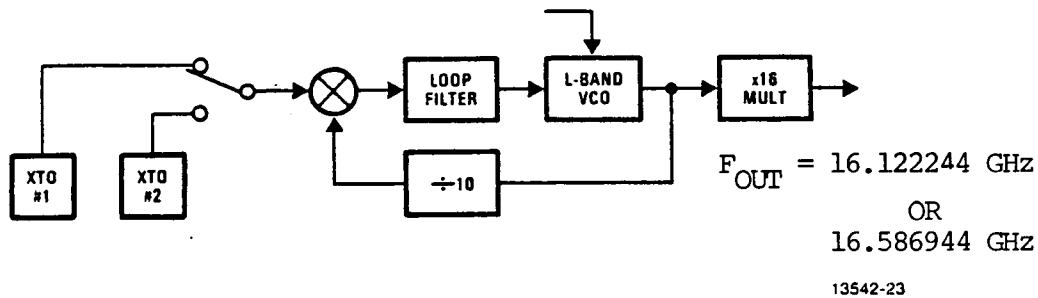 LOOP
FILTER
L-BAND
VCO
x16
MULT
XTO
#1
XTO
#2
÷10
FOUT = 16.122244 GHz
OR
16.586944 GHz
13542-23